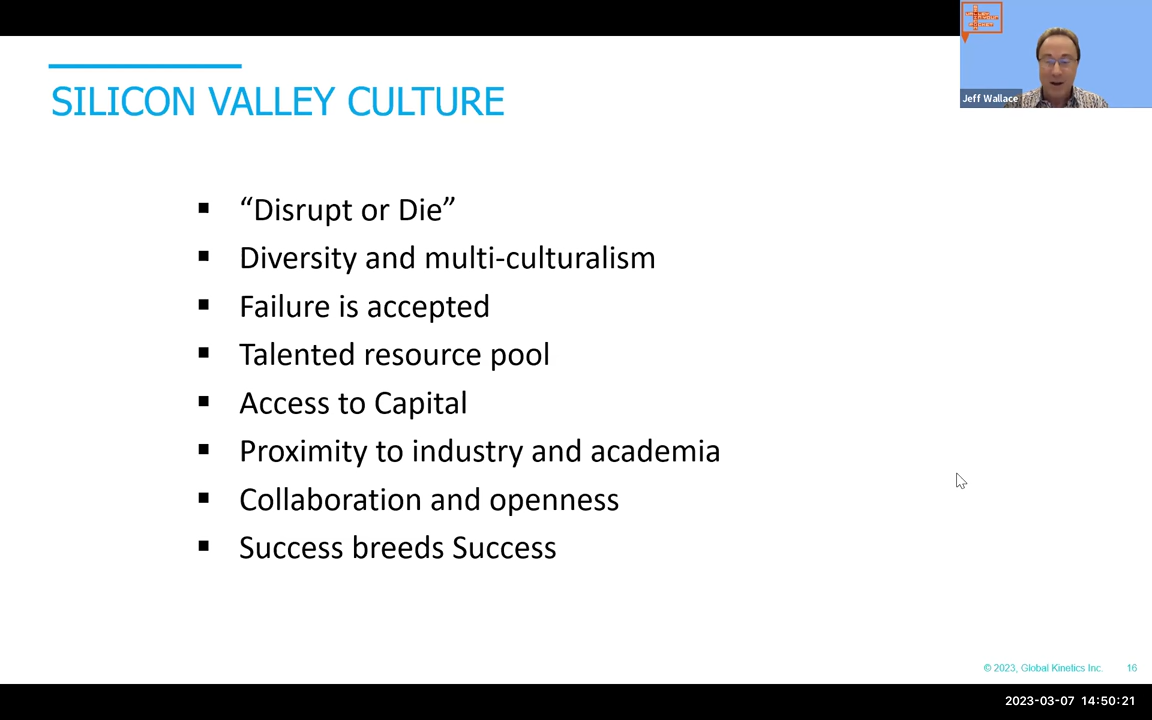 SILICON VALLEY CULTURE
Jeff Wallace
▪ “Disrupt or Die”
▪ Diversity and multi-culturalism
▪ Failure is accepted
▪ Talented resource pool
▪ Access to Capital
▪ Proximity to industry and academia
▪ Collaboration and openness
▪ Success breeds Success
© 2023, Global Kinetics Inc. 16
2023-03-07 14:50:21